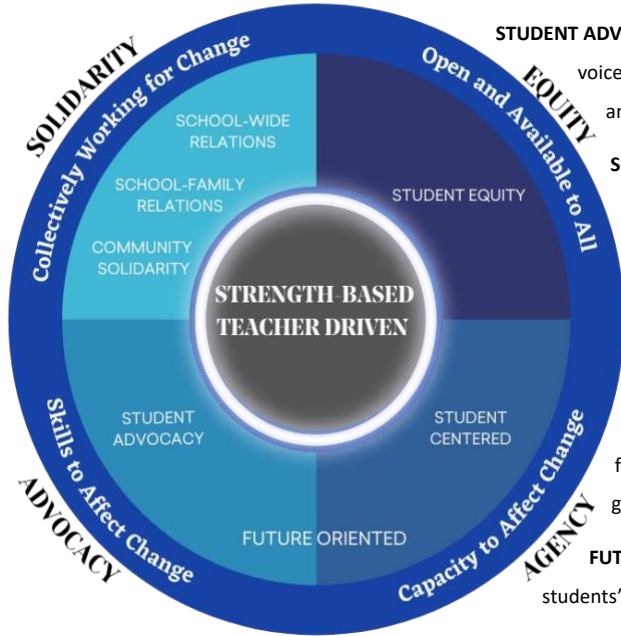 SOLIDARITY
Collectively Working for Change
SCHOOL-WIDE
RELATIONS
SCHOOL-FAMILY
RELATIONS
COMMUNITY
SOLIDARITY
EQUITY
Open and Available to All
STUDENT EQUITY
STRENGTH-BASED
TEACHER DRIVEN
STUDENT
ADVOCACY
STUDENT
CENTERED
FUTURE ORIENTED
Skills to Affect Change
ADVOCACY
Capacity to Affect Change
AGENCY
STUDENT ADV
voice
ar
S
f
g
FUT
students’